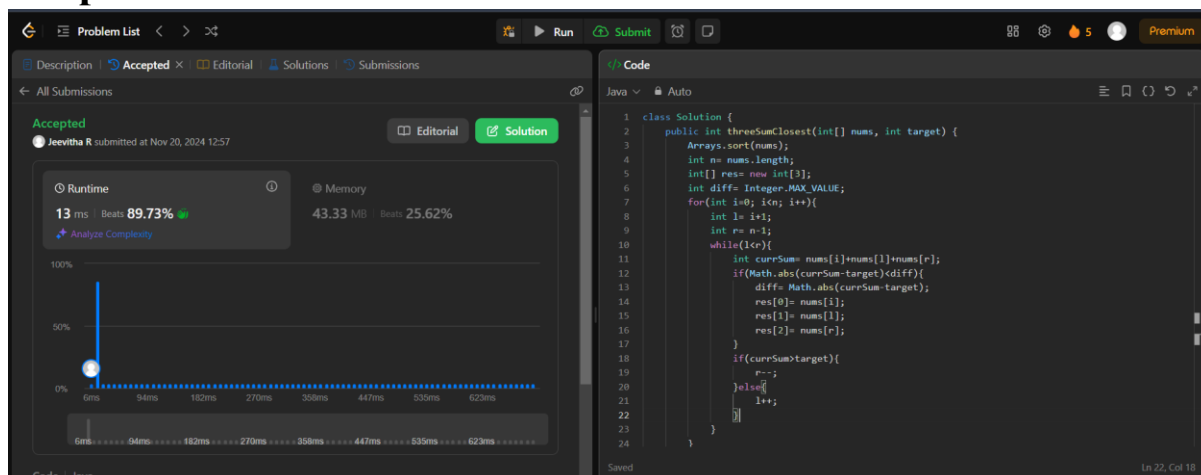 Problem List
Run
Submit
5
Premium
Description
Accepted
Editorial
Solutions
Submissions
All Submissions
Accepted
Jeevitha R submitted at Nov 20, 2024 12:57
Editorial
Solution
Runtime
13 ms Beats 89.73%
Analyze Complexity
Memory
43.33 MB Beats 25.62%
100%
50%
0%
6ms 94ms 182ms 270ms 358ms 447ms 535ms 623ms
6ms 94ms 182ms 270ms 358ms 447ms 535ms 623ms
Code Java
</> Code
Java Auto
1 class Solution {
2 public int threeSumClosest(int[] nums, int target) {
3 Arrays.sort(nums);
4 int n= nums.length;
5 int[] res= new int[3];
6 int diff= Integer.MAX_VALUE;
7 for(int i=0; i<n; i++){
8 int l= i+1;
9 int r= n-1;
10 while(l<r){
11 int currSum= nums[i]+nums[l]+nums[r];
12 if(Math.abs(currSum-target)<diff){
13 diff= Math.abs(currSum-target);
14 res[0]= nums[i];
15 res[1]= nums[l];
16 res[2]= nums[r];
17 }
18 if(currSum>target){
19 r--;
20 }else{
21 l++;
22 }
23 }
24 }
Saved
Ln 22, Col 18